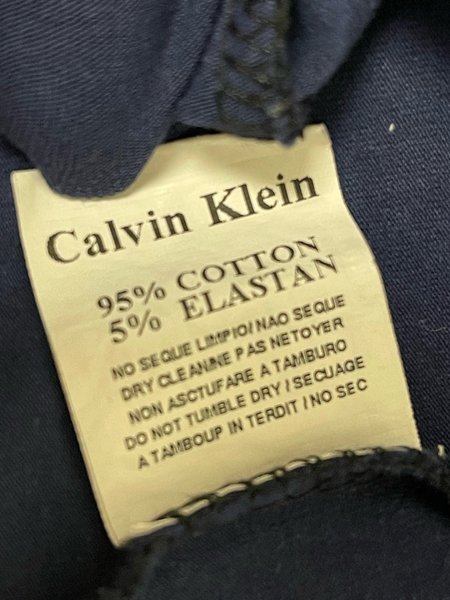 Calvin Klein
95% COTTON
5% ELASTAN
NO SEQUE LIMPIO/NAO SEQUE
DRY CLEANINE PAS NETOYER
NON ASCTUFARE A TAMBURO
DO NOT TUMBLE DRY / SECUAGE
A TAMBOUP IN TERDIT / NO SEC